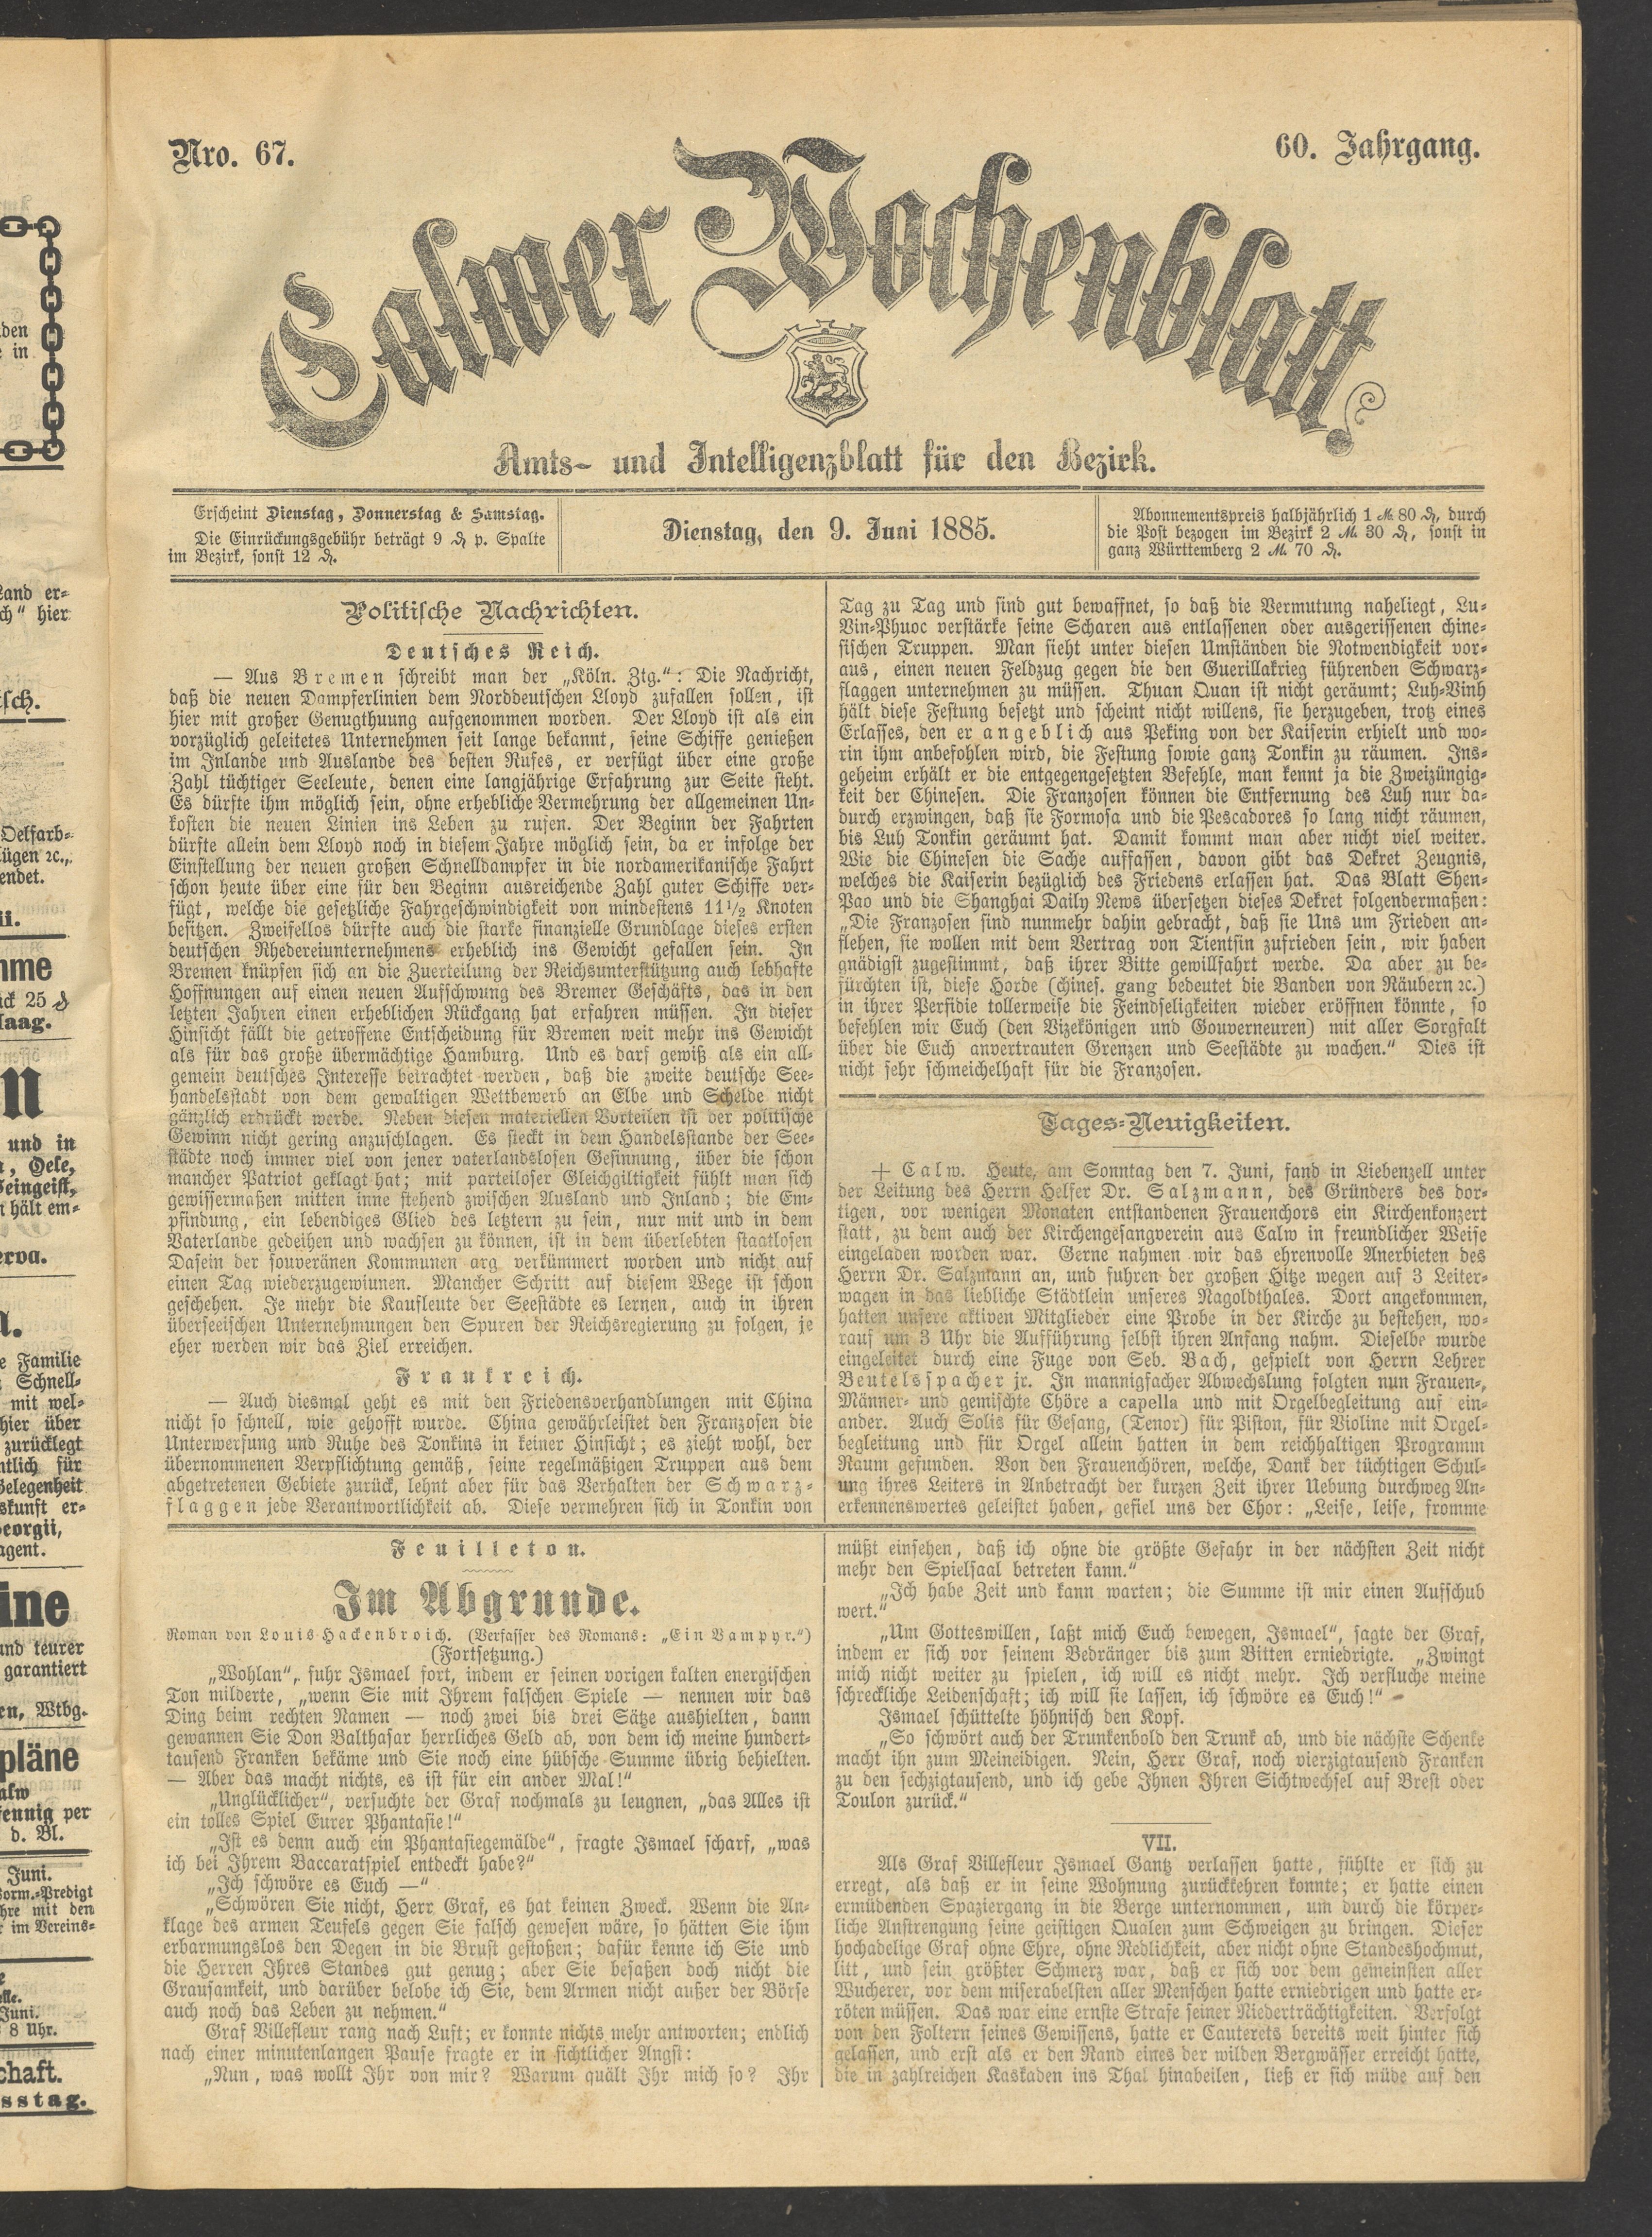 Nro. 67.
60. Jahrgang.
Calwer Wochenblatt.
Amts- und Intelligenzblatt für den Bezirk.
Erscheint Dienstag, Donnerstag & Samstag.
Die Einrückungsgebühr beträgt 9 ₰ p. Spalte
im Bezirk, sonst 12 ₰.
Dienstag, den 9. Juni 1885.
Abonnementspreis halbjährlich 1 ℳ 80 ₰, durch
die Post bezogen im Bezirk 2 ℳ 30 ₰, sonst in
ganz Württemberg 2 ℳ 70 ₰.
Politische Nachrichten.
Deutsches Reich.
— Aus Bremen schreibt man der „Köln. Ztg.“: Die Nachricht,
daß die neuen Dampferlinien dem Norddeutschen Lloyd zufallen sollen, ist
hier mit großer Genugthuung aufgenommen worden. Der Lloyd ist als ein
vorzüglich geleitetes Unternehmen seit lange bekannt, seine Schiffe genießen
im Inlande und Auslande des besten Rufes, er verfügt über eine große
Zahl tüchtiger Seeleute, denen eine langjährige Erfahrung zur Seite steht.
Es dürfte ihm möglich sein, ohne erhebliche Vermehrung der allgemeinen Un-
kosten die neuen Linien ins Leben zu rufen. Der Beginn der Fahrten
dürfte allein dem Lloyd noch in diesem Jahre möglich sein, da er infolge der
Einstellung der neuen großen Schnelldampfer in die nordamerikanische Fahrt
schon heute über eine für den Beginn ausreichende Zahl guter Schiffe ver-
fügt, welche die gesetzliche Fahrgeschwindigkeit von mindestens 11½ Knoten
besitzen. Zweifellos dürfte auch die starke finanzielle Grundlage dieses ersten
deutschen Rhedereiunternehmens erheblich ins Gewicht gefallen sein. In
Bremen knüpfen sich an die Zuerteilung der Reichsunterstützung auch lebhafte
Hoffnungen auf einen neuen Aufschwung des Bremer Geschäfts, das in den
letzten Jahren einen erheblichen Rückgang hat erfahren müssen. In dieser
Hinsicht fällt die getroffene Entscheidung für Bremen weit mehr ins Gewicht
als für das große übermächtige Hamburg. Und es darf gewiß als ein all-
gemein deutsches Interesse betrachtet werden, daß die zweite deutsche See-
handelsstadt von dem gewaltigen Wettbewerb an Elbe und Schelde nicht
gänzlich erdrückt werde. Neben diesen materiellen Vorteilen ist der politische
Gewinn nicht gering anzuschlagen. Es steckt in dem Handelsstande der See-
städte noch immer viel von jener vaterlandslosen Gesinnung, über die schon
mancher Patriot geklagt hat; mit parteiloser Gleichgiltigkeit fühlt man sich
gewissermaßen mitten inne stehend zwischen Ausland und Inland; die Em-
pfindung, ein lebendiges Glied des letztern zu sein, nur mit und in dem
Vaterlande gedeihen und wachsen zu können, ist in dem überlebten staatlosen
Dasein der souveränen Kommunen arg verkümmert worden und nicht auf
einen Tag wiederzugewiunen. Mancher Schritt auf diesem Wege ist schon
geschehen. Je mehr die Kaufleute der Seestädte es lernen, auch in ihren
überseeischen Unternehmungen den Spuren der Reichsregierung zu folgen, je
eher werden wir das Ziel erreichen.
Frankreich.
— Auch diesmal geht es mit den Friedensverhandlungen mit China
nicht so schnell, wie gehofft wurde. China gewährleistet den Franzosen die
Unterwerfung und Ruhe des Tonkins in keiner Hinsicht; es zieht wohl, der
übernommenen Verpflichtung gemäß, seine regelmäßigen Truppen aus dem
abgetretenen Gebiete zurück, lehnt aber für das Verhalten der Schwarz-
flaggen jede Verantwortlichkeit ab. Diese vermehren sich in Tonkin von
Tag zu Tag und sind gut bewaffnet, so daß die Vermutung naheliegt, Lu-
Vin-Phuoc verstärke seine Scharen aus entlassenen oder ausgerissenen chine-
sischen Truppen. Man sieht unter diesen Umständen die Notwendigkeit vor-
aus, einen neuen Feldzug gegen die den Guerillakrieg führenden Schwarz-
flaggen unternehmen zu müssen. Thuan Quan ist nicht geräumt; Luh-Vinh
hält diese Festung besetzt und scheint nicht willens, sie herzugeben, trotz eines
Erlasses, den er angeblich aus Peking von der Kaiserin erhielt und wo-
rin ihm anbefohlen wird, die Festung sowie ganz Tonkin zu räumen. Ins-
geheim erhält er die entgegengesetzten Befehle, man kennt ja die Zweizüngig-
keit der Chinesen. Die Franzosen können die Entfernung des Luh nur da-
durch erzwingen, daß sie Formosa und die Pescadores so lang nicht räumen,
bis Luh Tonkin geräumt hat. Damit kommt man aber nicht viel weiter.
Wie die Chinesen die Sache auffassen, davon gibt das Dekret Zeugnis,
welches die Kaiserin bezüglich des Friedens erlassen hat. Das Blatt Shen-
Pao und die Shanghai Daily News übersetzen dieses Dekret folgendermaßen:
„Die Franzosen sind nunmehr dahin gebracht, daß sie Uns um Frieden an-
flehen, sie wollen mit dem Vertrag von Tientsin zufrieden sein, wir haben
gnädigst zugestimmt, daß ihrer Bitte gewillfahrt werde. Da aber zu be-
fürchten ist, diese Horde (chines. gang bedeutet die Banden von Räubern ꝛc.)
in ihrer Perfidie tollerweise die Feindseligkeiten wieder eröffnen könnte, so
befehlen wir Euch (den Vizekönigen und Gouverneuren) mit aller Sorgfalt
über die Euch anvertrauten Grenzen und Seestädte zu wachen.“ Dies ist
nicht sehr schmeichelhaft für die Franzosen.
Tages-Neuigkeiten.
+ Calw. Heute, am Sonntag den 7. Juni, fand in Liebenzell unter
der Leitung des Herrn Helfer Dr. Salzmann, des Gründers des dor-
tigen, vor wenigen Monaten entstandenen Frauenchors ein Kirchenkonzert
statt, zu dem auch der Kirchengesangverein aus Calw in freundlicher Weise
eingeladen worden war. Gerne nahmen wir das ehrenvolle Anerbieten des
Herrn Dr. Salzmann an, und fuhren der großen Hitze wegen auf 3 Leiter-
wagen in das liebliche Städtlein unseres Nagoldthales. Dort angekommen,
hatten unsere aktiven Mitglieder eine Probe in der Kirche zu bestehen, wo-
rauf um 3 Uhr die Aufführung selbst ihren Anfang nahm. Dieselbe wurde
eingeleitet durch eine Fuge von Seb. Bach, gespielt von Herrn Lehrer
Beutelsspacher jr. In mannigfacher Abwechslung folgten nun Frauen-,
Männer- und gemischte Chöre a capella und mit Orgelbegleitung auf ein-
ander. Auch Solis für Gesang, (Tenor) für Piston, für Violine mit Orgel-
begleitung und für Orgel allein hatten in dem reichhaltigen Programm
Raum gefunden. Von den Frauenchören, welche, Dank der tüchtigen Schul-
ung ihres Leiters in Anbetracht der kurzen Zeit ihrer Uebung durchweg An-
erkennenswertes geleistet haben, gefiel uns der Chor: „Leise, leise, fromme
Feuilleton.
Im Abgrunde.
Roman von Louis Hackenbroich. (Verfasser des Romans: „Ein Vampyr.“)
(Fortsetzung.)
„Wohlan“, fuhr Ismael fort, indem er seinen vorigen kalten energischen
Ton milderte, „wenn Sie mit Ihrem falschen Spiele — nennen wir das
Ding beim rechten Namen — noch zwei bis drei Sätze aushielten, dann
gewannen Sie Don Balthasar herrliches Geld ab, von dem ich meine hundert-
tausend Franken bekäme und Sie noch eine hübsche Summe übrig behielten.
— Aber das macht nichts, es ist für ein ander Mal!“
„Unglücklicher“, versuchte der Graf nochmals zu leugnen, „das Alles ist
ein tolles Spiel Eurer Phantasie!“
„Ist es denn auch ein Phantasiegemälde“, fragte Ismael scharf, „was
ich bei Ihrem Baccaratspiel entdeckt habe?“
„Ich schwöre es Euch —“
„Schwören Sie nicht, Herr Graf, es hat keinen Zweck. Wenn die An-
klage des armen Teufels gegen Sie falsch gewesen wäre, so hätten Sie ihm
erbarmungslos den Degen in die Brust gestoßen; dafür kenne ich Sie und
die Herren Ihres Standes gut genug; aber Sie besaßen doch nicht die
Grausamkeit, und darüber belobe ich Sie, dem Armen nicht außer der Börse
auch noch das Leben zu nehmen.“
Graf Villefleur rang nach Luft; er konnte nichts mehr antworten; endlich
nach einer minutenlangen Pause fragte er in sichtlicher Angst:
„Nun, was wollt Ihr von mir? Warum quält Ihr mich so? Ihr
müßt einsehen, daß ich ohne die größte Gefahr in der nächsten Zeit nicht
mehr den Spielsaal betreten kann.“
„Ich habe Zeit und kann warten; die Summe ist mir einen Aufschub
wert.“
„Um Gotteswillen, laßt mich Euch bewegen, Ismael“, sagte der Graf,
indem er sich vor seinem Bedränger bis zum Bitten erniedrigte. „Zwingt
mich nicht weiter zu spielen, ich will es nicht mehr. Ich verfluche meine
schreckliche Leidenschaft; ich will sie lassen, ich schwöre es Euch!“
Ismael schüttelte höhnisch den Kopf.
„So schwört auch der Trunkenbold den Trunk ab, und die nächste Schenke
macht ihn zum Meineidigen. Nein, Herr Graf, noch vierzigtausend Franken
zu den sechzigtausend, und ich gebe Ihnen Ihren Sichtwechsel auf Brest oder
Toulon zurück.“
VII.
Als Graf Villefleur Ismael Gantz verlassen hatte, fühlte er sich zu
erregt, als daß er in seine Wohnung zurückkehren konnte; er hatte einen
ermüdenden Spaziergang in die Berge unternommen, um durch die körper-
liche Anstrengung seine geistigen Qualen zum Schweigen zu bringen. Dieser
hochadelige Graf ohne Ehre, ohne Redlichkeit, aber nicht ohne Standeshochmut,
litt, und sein größter Schmerz war, daß er sich vor dem gemeinsten aller
Wucherer, vor dem miserabelsten aller Menschen hatte erniedrigen und hatte er-
röten müssen. Das war eine ernste Strafe seiner Niederträchtigkeiten. Verfolgt
von den Foltern seines Gewissens, hatte er Cauterets bereits weit hinter sich
gelassen, und erst als er den Rand eines der wilden Bergwässer erreicht hatte,
die in zahlreichen Kaskaden ins Thal hinabeilen, ließ er sich müde auf den